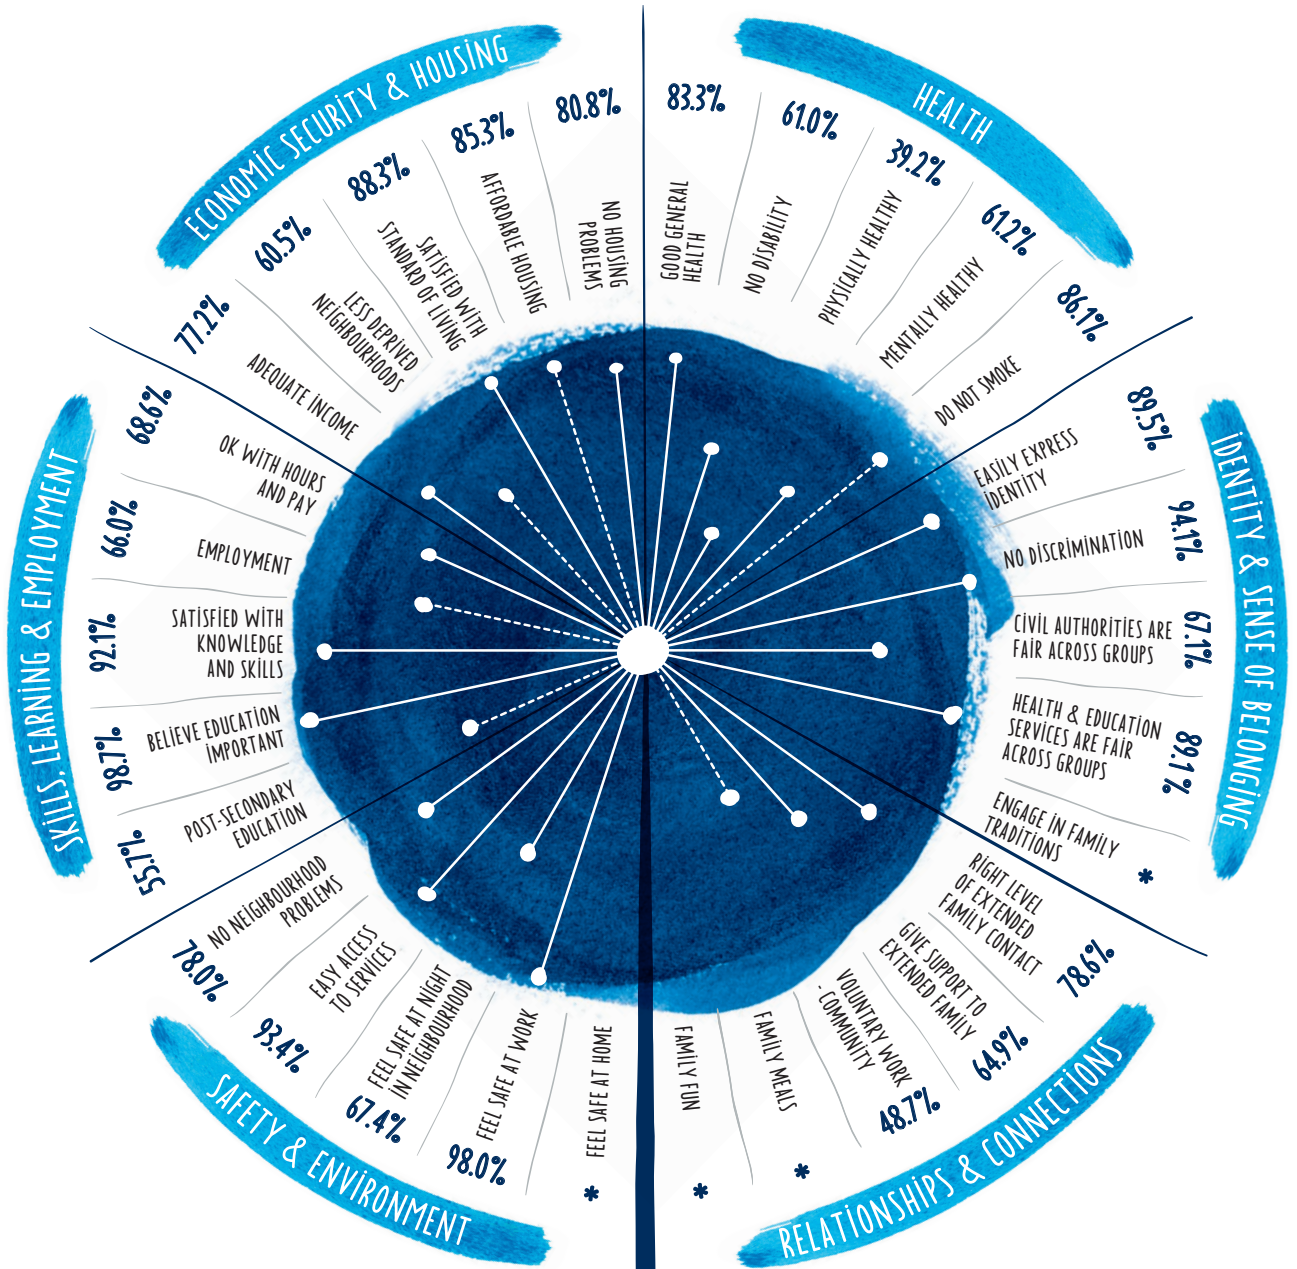 HEALTH
83.3%
GOOD GENERAL
HEALTH
61.0%
NO DISABILITY
39.2%
PHYSICALLY HEALTHY
61.2%
MENTALLY HEALTHY
86.1%
DO NOT SMOKE
IDENTITY & SENSE OF BELONGING
89.5%
EASILY EXPRESS
IDENTITY
94.1%
NO DISCRIMINATION
67.1%
CIVIL AUTHORITIES ARE
FAIR ACROSS GROUPS
89.1%
HEALTH & EDUCATION
SERVICES ARE FAIR
ACROSS GROUPS
*
ENGAGE IN FAMILY
TRADITIONS
RELATIONSHIPS & CONNECTIONS
78.6%
RIGHT LEVEL
OF EXTENDED
FAMILY CONTACT
64.9%
GIVE SUPPORT TO
EXTENDED FAMILY
48.7%
VOLUNTARY WORK
- COMMUNITY
*
FAMILY MEALS
*
FAMILY FUN
SAFETY & ENVIRONMENT
*
FEEL SAFE AT HOME
98.0%
FEEL SAFE AT WORK
67.4%
FEEL SAFE AT NIGHT
IN NEIGHBOURHOOD
93.4%
EASY ACCESS
TO SERVICES
78.0%
NO NEIGHBOURHOOD
PROBLEMS
SKILLS, LEARNING & EMPLOYMENT
55.7%
POST-SECONDARY
EDUCATION
98.7%
BELIEVE EDUCATION
IMPORTANT
92.1%
SATISFIED WITH
KNOWLEDGE
AND SKILLS
66.0%
EMPLOYMENT
68.6%
OK WITH HOURS
AND PAY
ECONOMIC SECURITY & HOUSING
77.2%
ADEQUATE INCOME
60.5%
LESS DEPRIVED
NEIGHBOURHOODS
88.3%
SATISFIED WITH
STANDARD OF LIVING
85.3%
AFFORDABLE HOUSING
80.8%
NO HOUSING
PROBLEMS